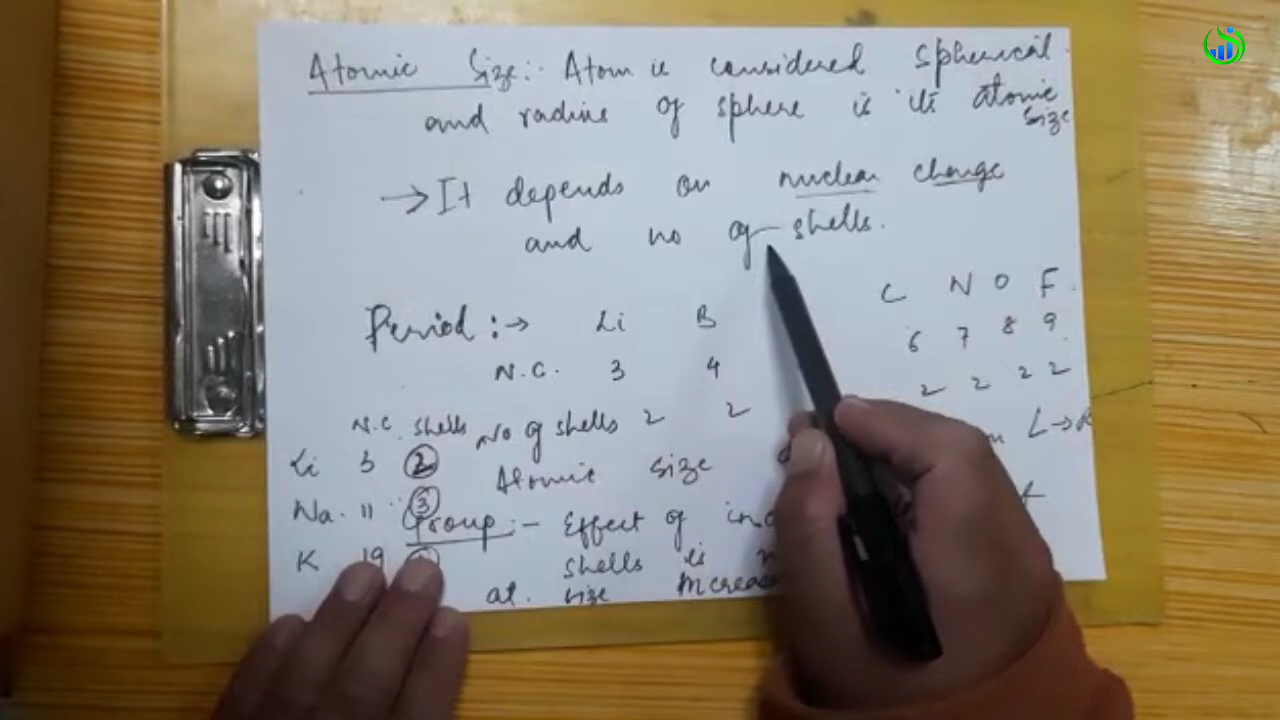 Atomic Size:- Atom is considered spherical
and radius of sphere is its atomic
size
→ It depends on nuclear charge
and no of shells.
Period :→ Li B C N O F
N.C. 3 4 6 7 8 9
No of shells 2 2 2 2 2 2
Atomic size L→R
N.C. shells
Li 3 2
Na 11 3
K 19
Group:- Effect of
shells is
at. size